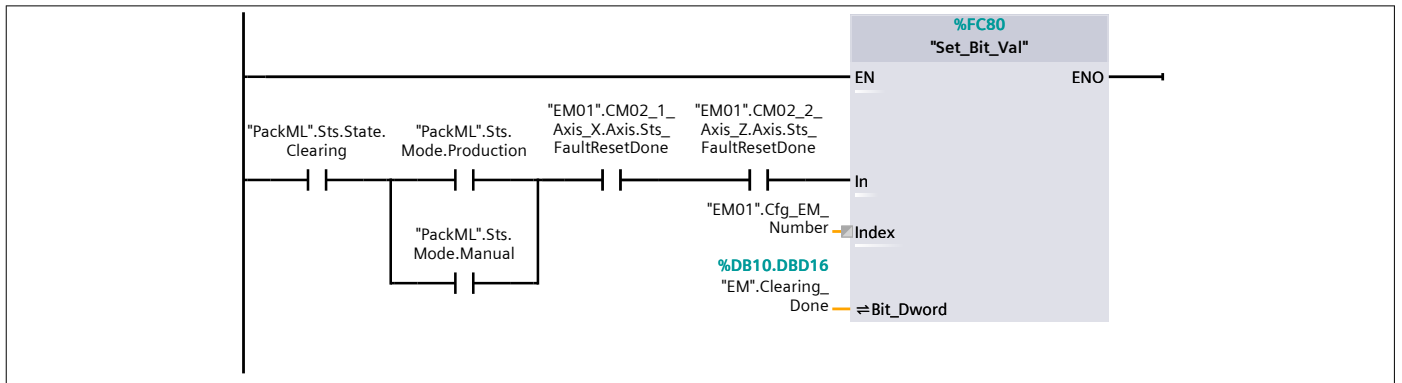 %FC80
"Set_Bit_Val"
EN
ENO
"PackML".Sts.State.
Clearing
"PackML".Sts.
Mode.Production
"EM01".CM02_1_
Axis_X.Axis.Sts_
FaultResetDone
"EM01".CM02_2_
Axis_Z.Axis.Sts_
FaultResetDone
In
"EM01".Cfg_EM_
Number
Index
"PackML".Sts.
Mode.Manual
%DB10.DBD16
"EM".Clearing_
Done
⇌Bit_Dword